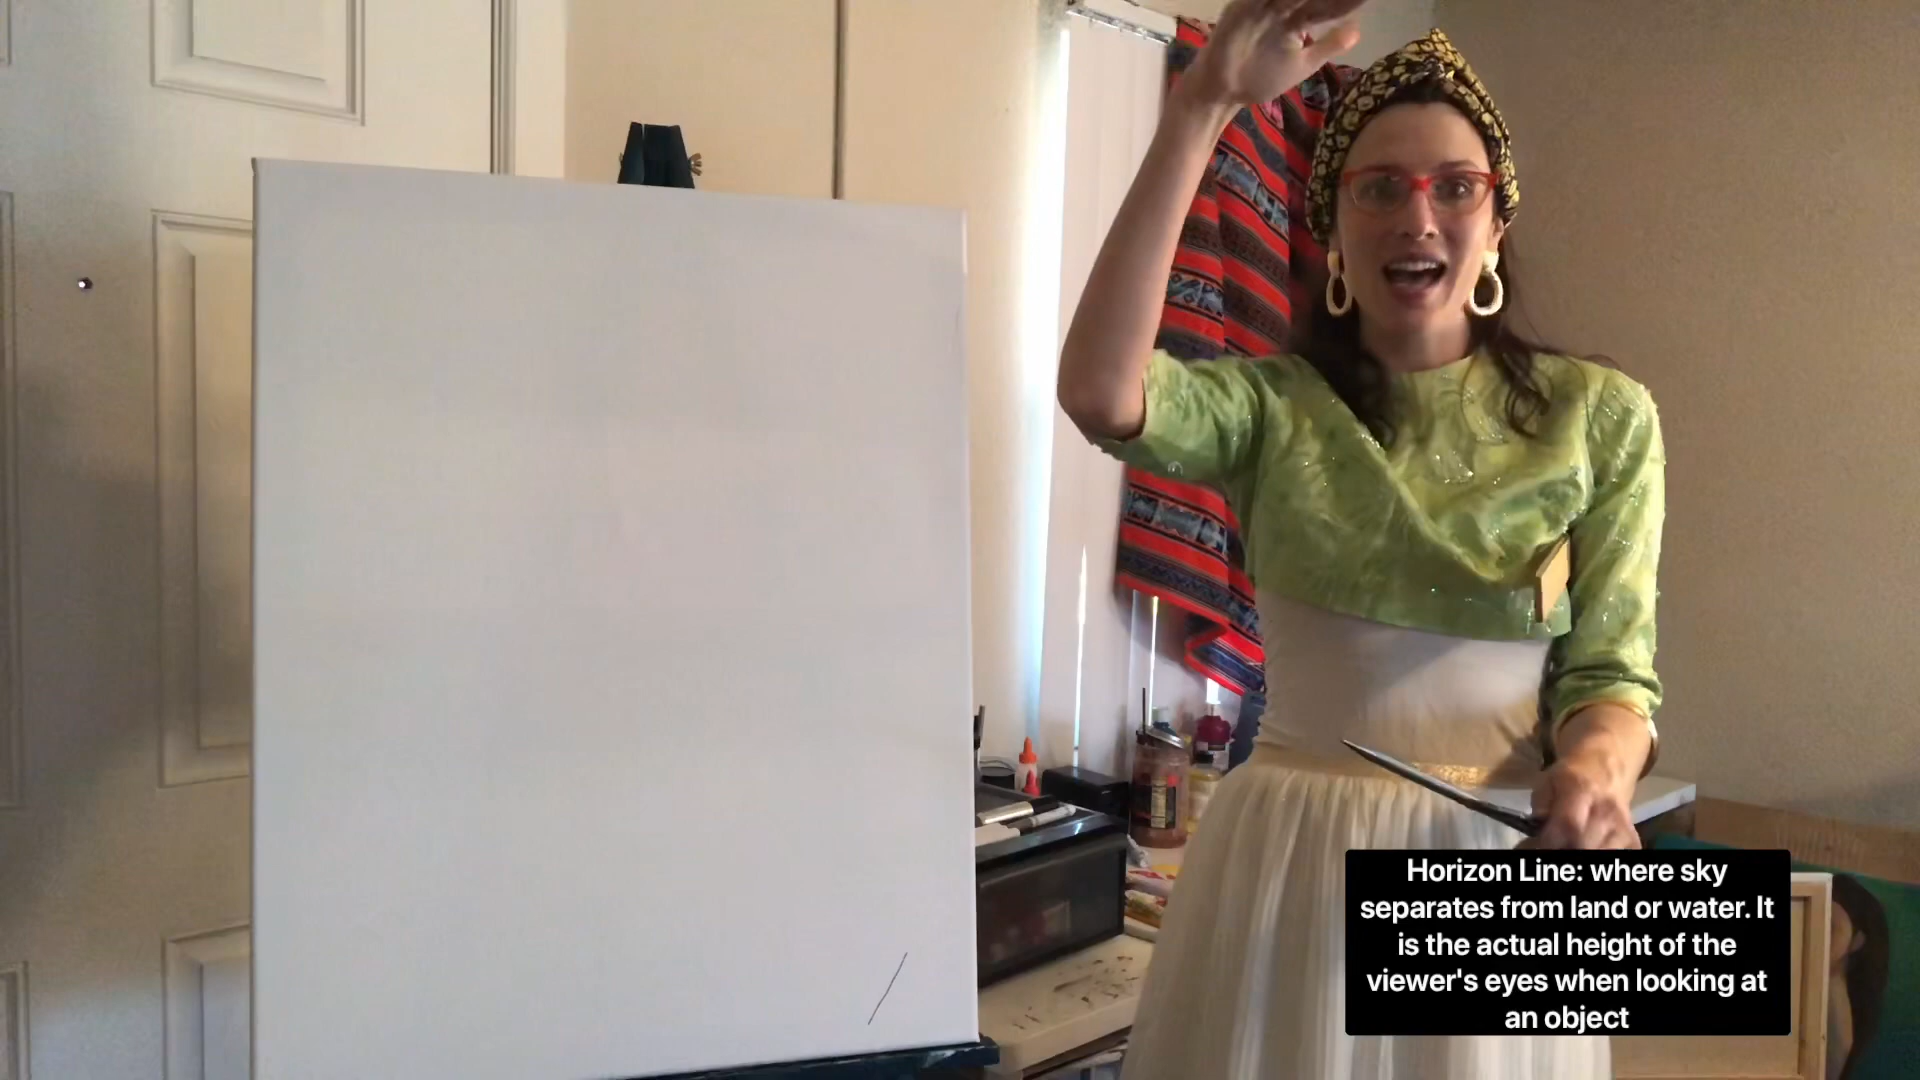 Horizon Line: where sky
separates from land or water. It
is the actual height of the
viewer's eyes when looking at
an object